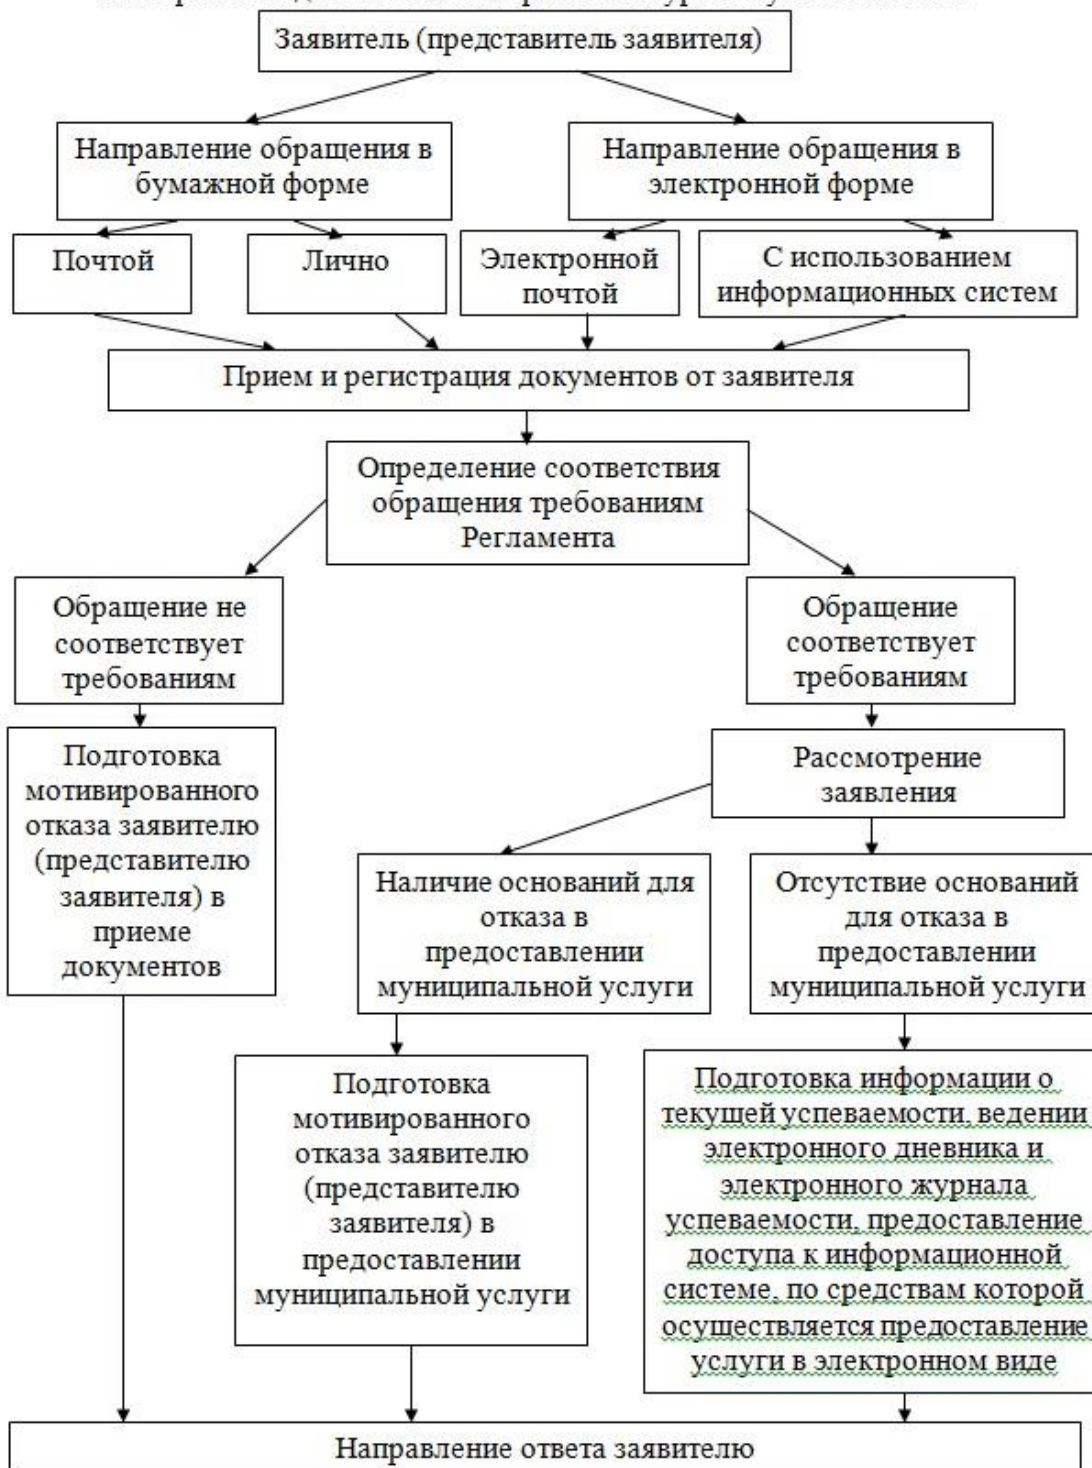 Заявитель (представитель заявителя)
Направление обращения в
бумажной форме
Направление обращения в
электронной форме
Почтой
Лично
Электронной
почтой
С использованием
информационных систем
Прием и регистрация документов от заявителя
Определение соответствия
обращения требованиям
Регламента
Обращение не
соответствует
требованиям
Обращение
соответствует
требованиям
Подготовка
мотивированного
отказа заявителю
(представителю
заявителя) в
приеме
документов
Рассмотрение
заявления
Наличие оснований для
отказа в
предоставлении
муниципальной услуги
Отсутствие оснований
для отказа в
предоставлении
муниципальной услуги
Подготовка
мотивированного
отказа заявителю
(представителю
заявителя) в
предоставлении
муниципальной услуги
Подготовка информации о
текушей успеваемости, ведении
электронного дневника и
электронного журнала
успеваемости, предоставление
доступа к информационной
системе, по средствам которой
осуществляется предоставление
услуги в электронном виде
Направление ответа заявителю